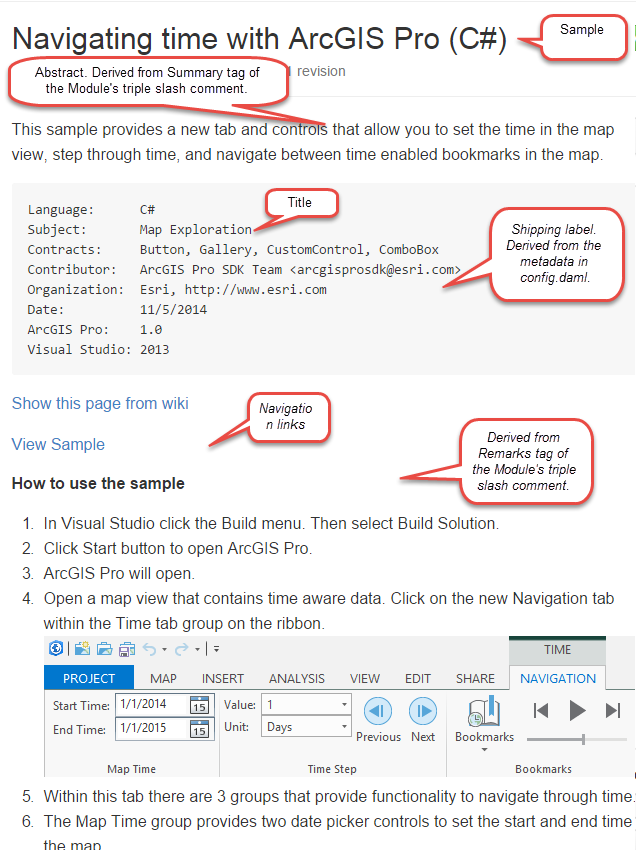 Navigating time with ArcGIS Pro (C#)
Sample
Abstract. Derived from Summary tag of
the Module's triple slash comment.
revision
This sample provides a new tab and controls that allow you to set the time in the map
view, step through time, and navigate between time enabled bookmarks in the map.
Title
Language: C#
Subject: Map Exploration
Contracts: Button, Gallery, CustomControl, ComboBox
Contributor: ArcGIS Pro SDK Team <arcgisprosdk@esri.com>
Organization: Esri, http://www.esri.com
Date: 11/5/2014
ArcGIS Pro: 1.0
Visual Studio: 2013
Shipping label.
Derived from the
metadata in
config.daml.
Show this page from wiki
View Sample
Navigatio
n links
Derived from
Remarks tag of
the Module's triple
slash comment.
How to use the sample
1. In Visual Studio click the Build menu. Then select Build Solution.
2. Click Start button to open ArcGIS Pro.
3. ArcGIS Pro will open.
4. Open a map view that contains time aware data. Click on the new Navigation tab
within the Time tab group on the ribbon.
TIME
PROJECT MAP INSERT ANALYSIS VIEW EDIT SHARE NAVIGATION
Start Time: 1/1/2014 15 Value: 1
End Time: 1/1/2015 15 Unit: Days
Previous Next Bookmarks
Map Time Time Step Bookmarks
5. Within this tab there are 3 groups that provide functionality to navigate through time.
6. The Map Time group provides two date picker controls to set the start and end time
the map.